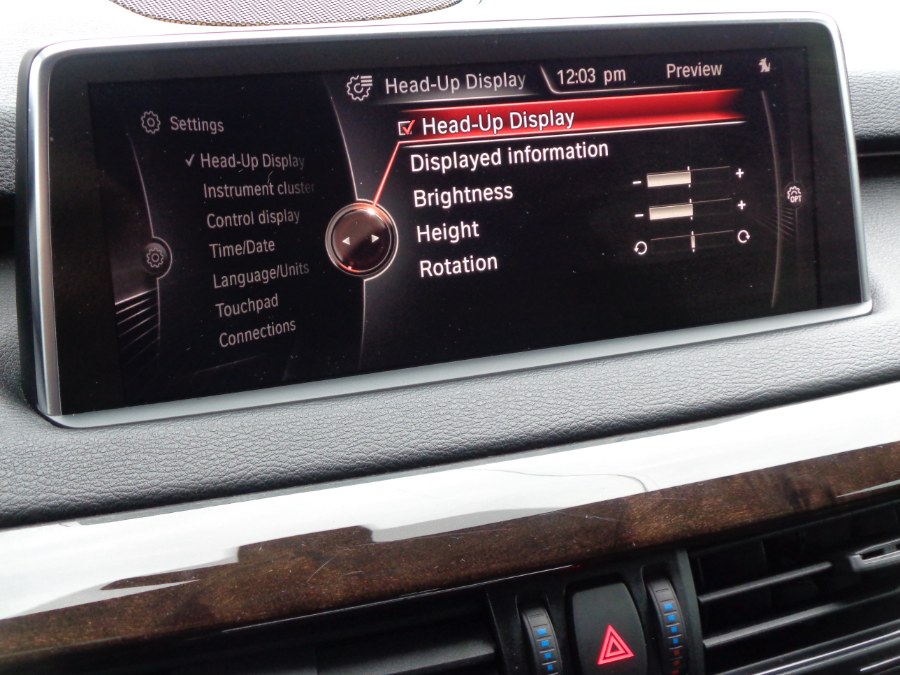 Head-Up Display
12:03 pm
Preview
Settings
✓ Head-Up Display
Instrument cluster
Control display
Time/Date
Language/Units
Touchpad
Connections
Head-Up Display
Displayed information
Brightness
- +
Height
- +
Rotation
OPT